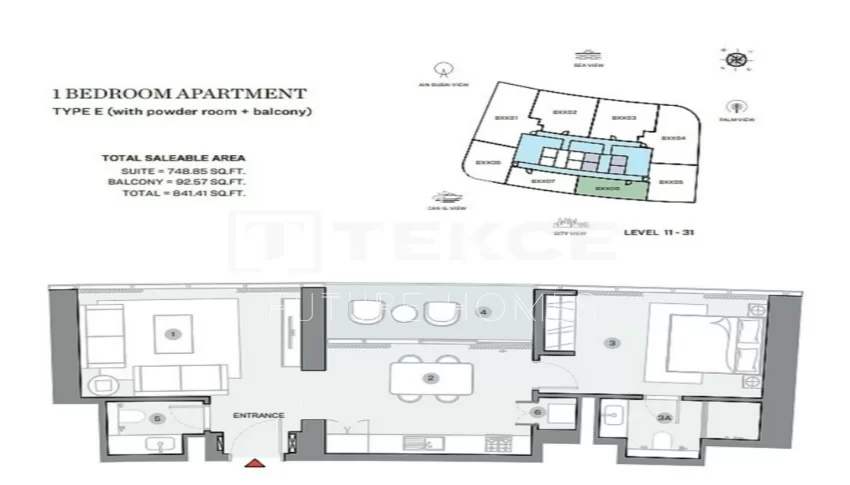 1 BEDROOM APARTMENT
TYPE E (with powder room + balcony)
TOTAL SALEABLE AREA
SUITE = 748.85 SQ.FT.
BALCONY = 92.57 SQ.FT.
TOTAL = 841.41 SQ.FT.
SEA VIEW
AIN DUBAI VIEW
PALM VIEW
BXX01
BXX02
BXX03
BXX04
BXX08
BXX07
BXX06
BXX05
CANAL VIEW
CITY VIEW
LEVEL 11 - 31
TEKCE
FUTURE HOMES
1
2
3
4
5
6
3A
ENTRANCE